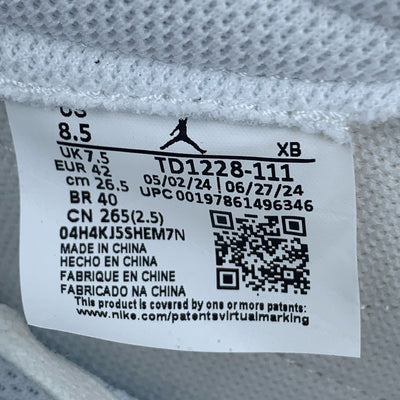 US
8.5 XB
UK 7.5 TD1228-111
EUR 42 05/02/24 | 06/27/24
cm 26.5 UPC 00197861496346
BR 40
CN 265(2.5)
04H4KJ5SHEM7N
MADE IN CHINA
HECHO EN CHINA
FABRIQUE EN CHINE
FABRICADO NA CHINA
This product is covered by one or more patents:
www.nike.com/patentsvirtualmarking